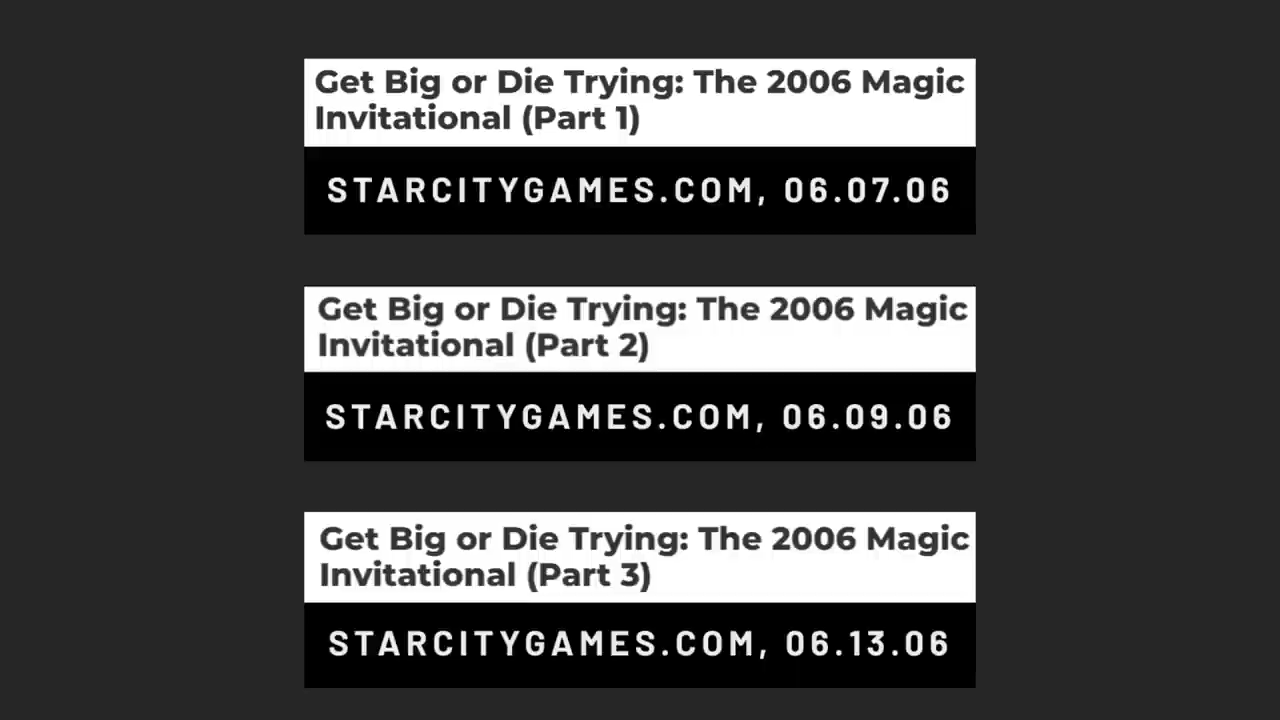 Get Big or Die Trying: The 2006 Magic
Invitational (Part 1)
STARCITYGAMES.COM, 06.07.06
Get Big or Die Trying: The 2006 Magic
Invitational (Part 2)
STARCITYGAMES.COM, 06.09.06
Get Big or Die Trying: The 2006 Magic
Invitational (Part 3)
STARCITYGAMES.COM, 06.13.06